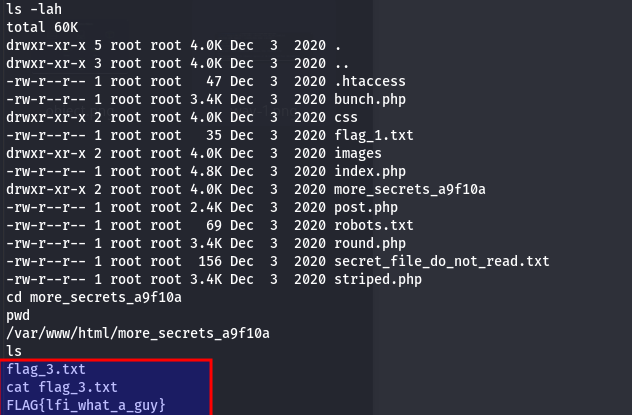 ls -lah
total 60K
drwxr-xr-x 5 root root 4.0K Dec  3  2020 .
drwxr-xr-x 3 root root 4.0K Dec  3  2020 ..
-rw-r--r-- 1 root root   47 Dec  3  2020 .htaccess
-rw-r--r-- 1 root root 3.4K Dec  3  2020 bunch.php
drwxr-xr-x 2 root root 4.0K Dec  3  2020 css
-rw-r--r-- 1 root root   35 Dec  3  2020 flag_1.txt
drwxr-xr-x 2 root root 4.0K Dec  3  2020 images
-rw-r--r-- 1 root root 4.8K Dec  3  2020 index.php
drwxr-xr-x 2 root root 4.0K Dec  3  2020 more_secrets_a9f10a
-rw-r--r-- 1 root root 2.4K Dec  3  2020 post.php
-rw-r--r-- 1 root root   69 Dec  3  2020 robots.txt
-rw-r--r-- 1 root root 3.4K Dec  3  2020 round.php
-rw-r--r-- 1 root root  156 Dec  3  2020 secret_file_do_not_read.txt
-rw-r--r-- 1 root root 3.4K Dec  3  2020 striped.php
cd more_secrets_a9f10a
pwd
/var/www/html/more_secrets_a9f10a
ls
flag_3.txt
cat flag_3.txt
FLAG{lfi_what_a_guy}